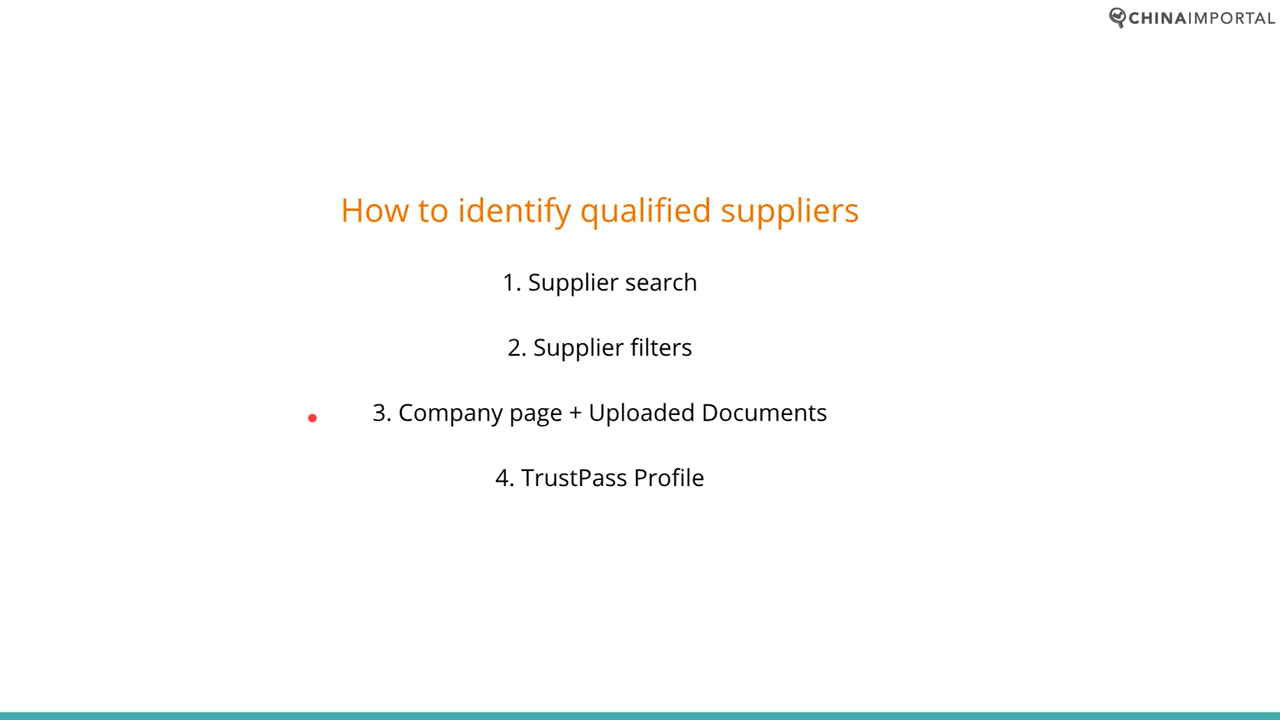 CHINAIMPORTAL
How to identify qualified suppliers
1. Supplier search
2. Supplier filters
3. Company page + Uploaded Documents
4. TrustPass Profile